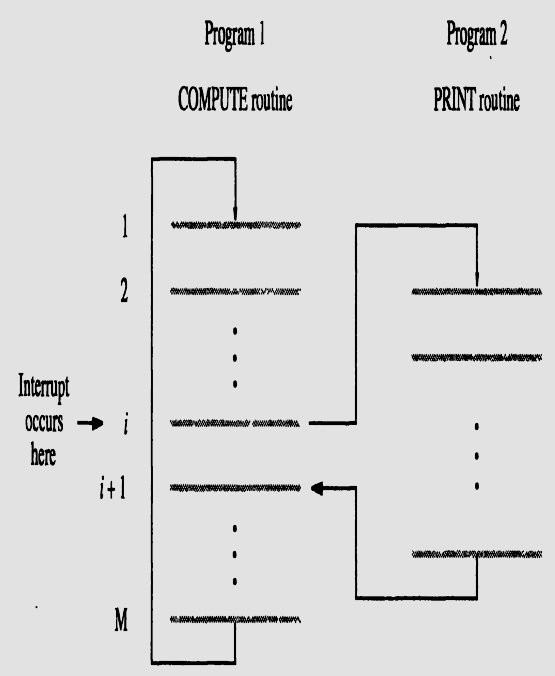 Program 1
Program 2
COMPUTE routine
PRINT routine
1
2
Interrupt
occurs
here
i
i + 1
M